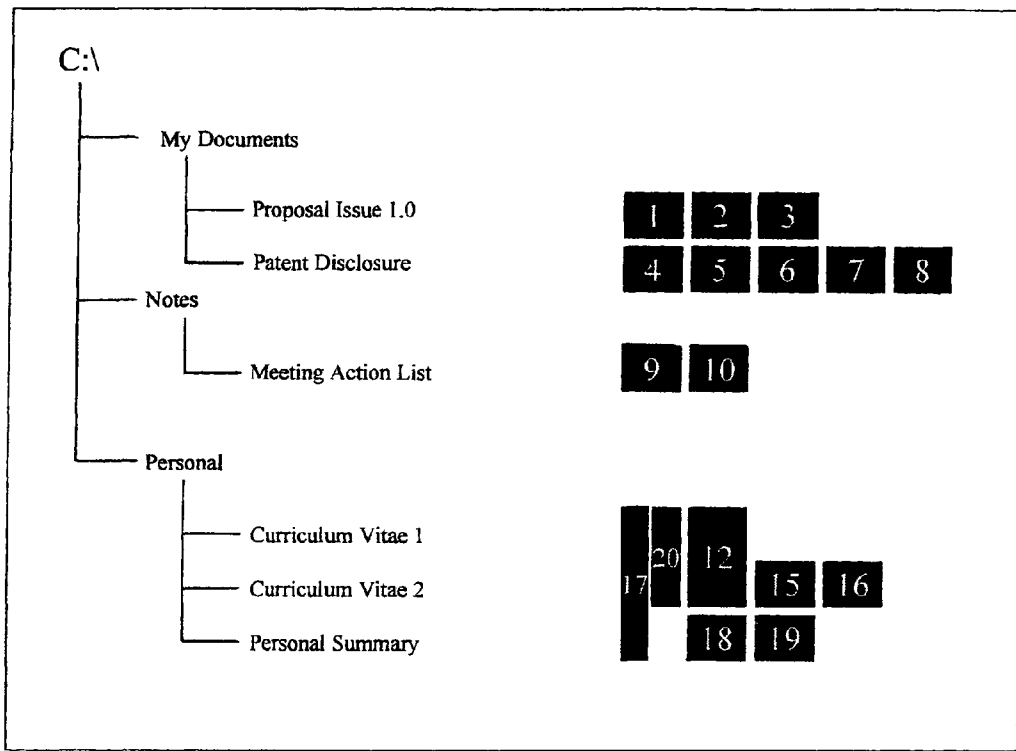 C:\
My Documents
Proposal Issue 1.0 1 2 3
Patent Disclosure 4 5 6 7 8
Notes
Meeting Action List 9 10
Personal
Curriculum Vitae 1
17 20 12
Curriculum Vitae 2 15 16
Personal Summary 18 19